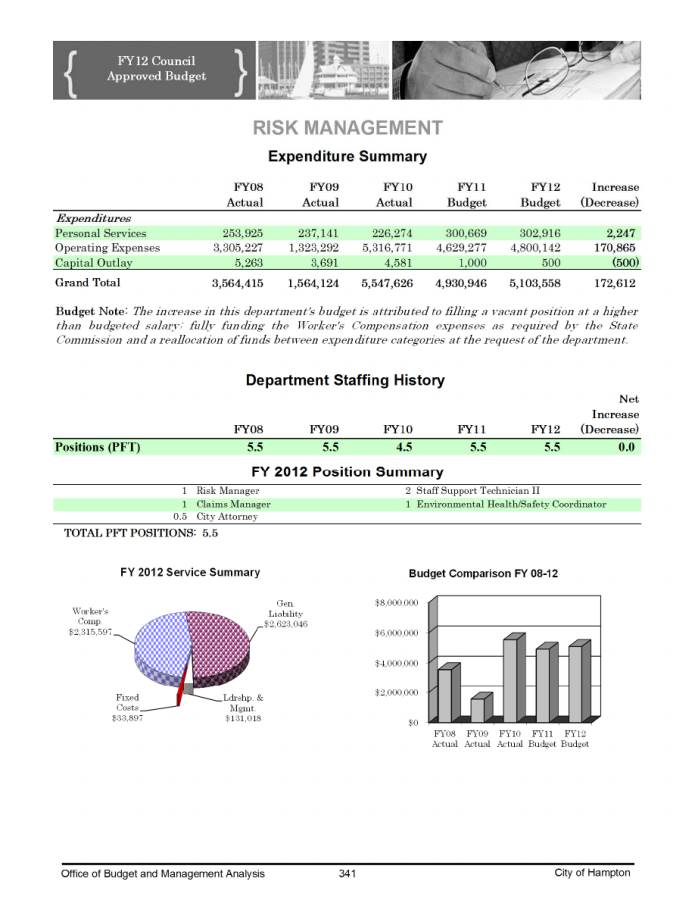 FY12 Council
Approved Budget
RISK MANAGEMENT
Expenditure Summary
FY08 FY09 FY10 FY11 FY12 Increase
Actual Actual Actual Budget Budget (Decrease)
Expenditures
Personal Services 253,925 237,141 226,274 300,669 302,916 2,247
Operating Expenses 3,305,227 1,323,292 5,316,771 4,629,277 4,800,142 170,865
Capital Outlay 5,263 3,691 4,581 1,000 500 (500)
Grand Total 3,564,415 1,564,124 5,547,626 4,930,946 5,103,558 172,612
Budget Note: The increase in this department's budget is attributed to filling a vacant position at a higher
than budgeted salary; fully funding the Worker's Compensation expenses as required by the State
Commission and a reallocation of funds between expenditure categories at the request of the department.
Department Staffing History
Net
Increase
FY08 FY09 FY10 FY11 FY12 (Decrease)
Positions (PFT) 5.5 5.5 4.5 5.5 5.5 0.0
FY 2012 Position Summary
1 Risk Manager 2 Staff Support Technician II
1 Claims Manager 1 Environmental Health/Safety Coordinator
0.5 City Attorney
TOTAL PFT POSITIONS: 5.5
FY 2012 Service Summary
Worker's
Comp.
$2,315,597
Gen.
Liability
$2,623,046
Fixed
Costs
$33,897
Ldrshp. &
Mgmt.
$131,018
Budget Comparison FY 08-12
$8,000,000
$6,000,000
$4,000,000
$2,000,000
$0
FY08 FY09 FY10 FY11 FY12
Actual Actual Actual Budget Budget
Office of Budget and Management Analysis 341 City of Hampton